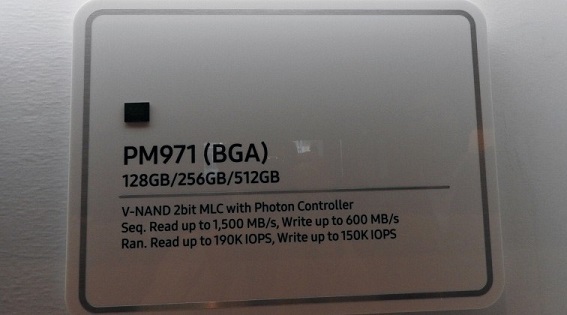 PM971 (BGA)
128GB/256GB/512GB
V-NAND 2bit MLC with Photon Controller
Seq. Read up to 1,500 MB/s, Write up to 600 MB/s
Ran. Read up to 190K IOPS, Write up to 150K IOPS